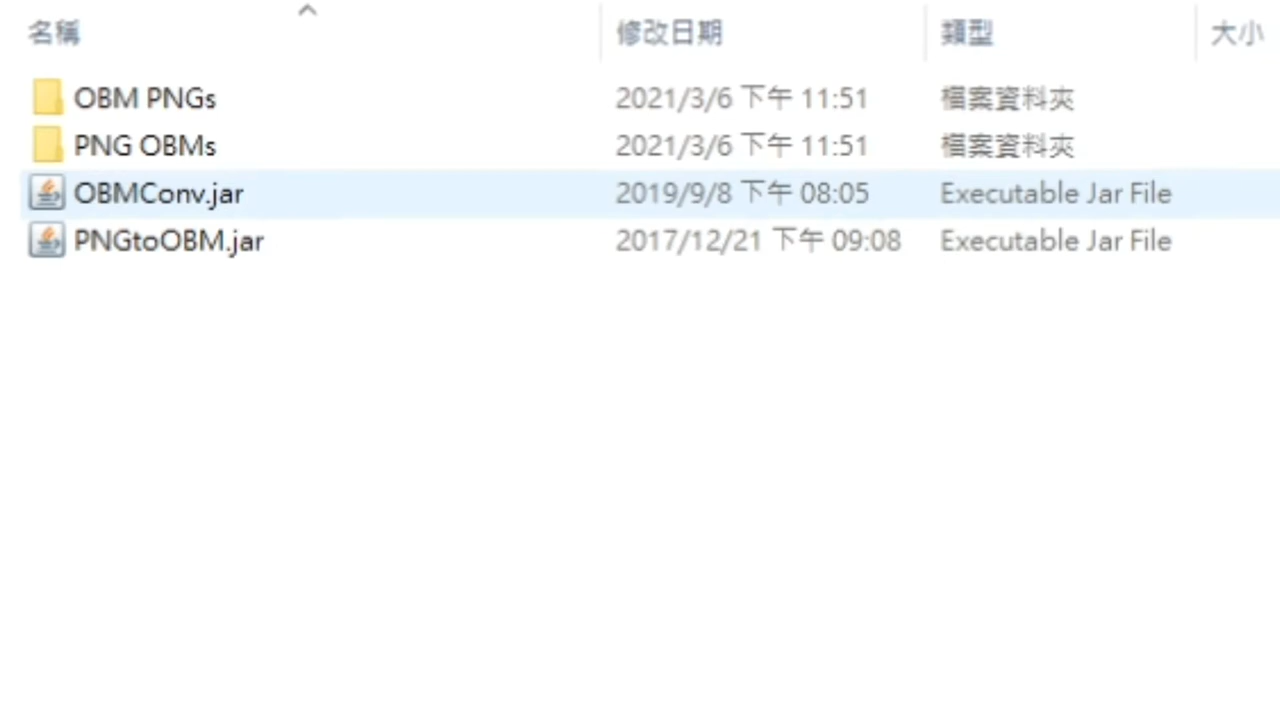 名稱 修改日期 類型 大小
OBM PNGs 2021/3/6 下午 11:51 檔案資料夾
PNG OBMs 2021/3/6 下午 11:51 檔案資料夾
OBMConv.jar 2019/9/8 下午 08:05 Executable Jar File
PNGtoOBM.jar 2017/12/21 下午 09:08 Executable Jar File